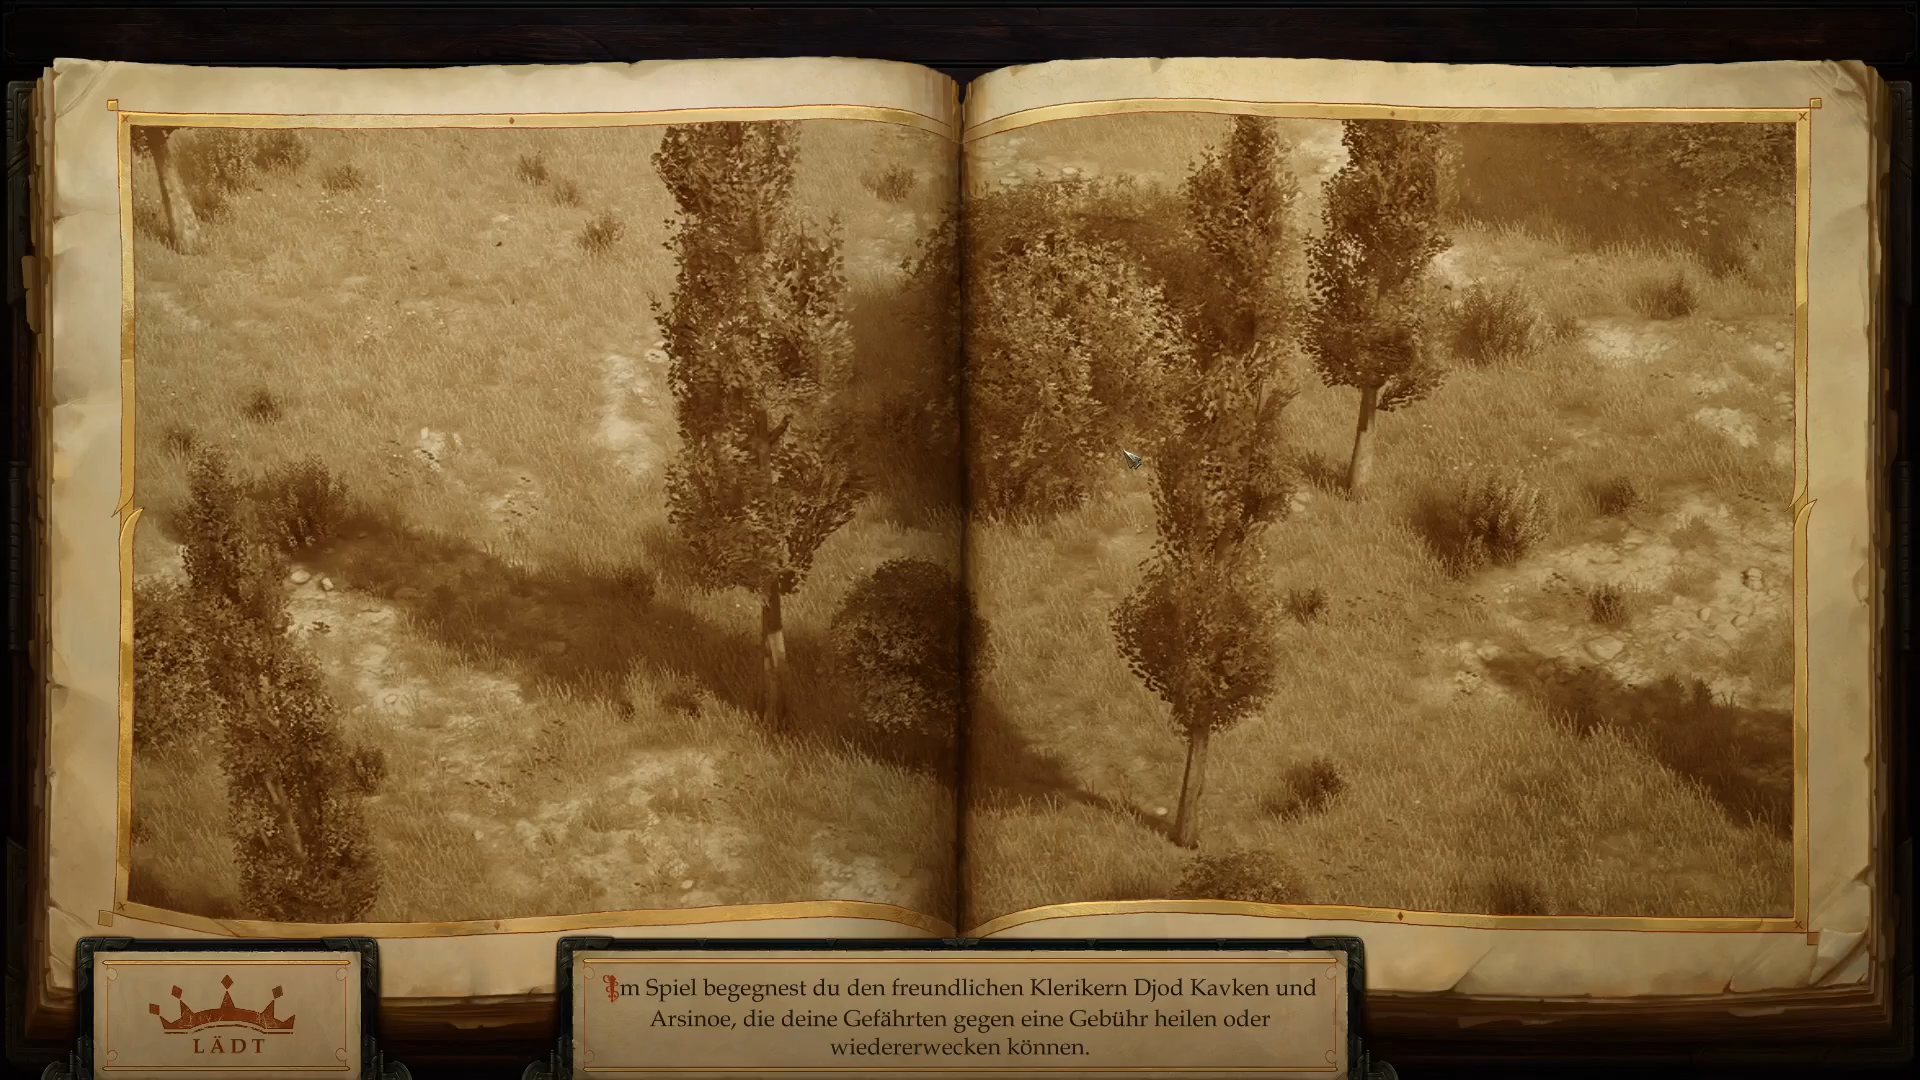 LÄDT
Im Spiel begegnest du den freundlichen Klerikern Djod Kavken und
Arsinoe, die deine Gefährten gegen eine Gebühr heilen oder
wiedererwecken können.